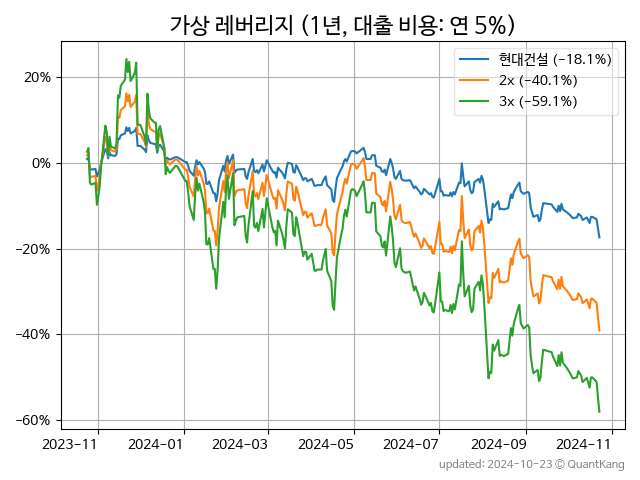 가상 레버리지 (1년, 대출 비용: 연 5%)
현대건설 (−18.1%)
2x (−40.1%)
3x (−59.1%)
20%
0%
−20%
−40%
−60%
2023−11 2024−01 2024−03 2024−05 2024−07 2024−09 2024−11
updated: 2024-10-23 © QuantKang